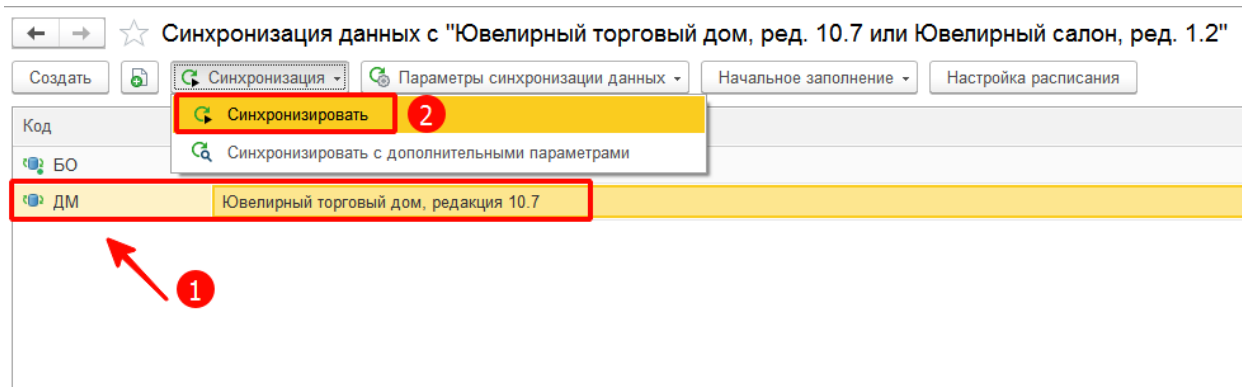 Синхронизация данных с "Ювелирный торговый дом, ред. 10.7 или Ювелирный салон, ред. 1.2"
Создать Синхронизация Параметры синхронизации данных Начальное заполнение Настройка расписания
Код
Синхронизировать 2
Синхронизировать с дополнительными параметрами
БО
ДМ Ювелирный торговый дом, редакция 10.7
1